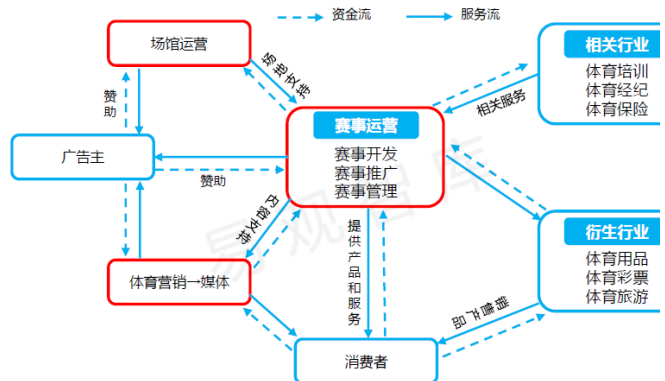 资金流
服务流
场馆运营
场地支持
相关行业
体育培训
体育经纪
体育保险
相关服务
赞助
赛事运营
赛事开发
赛事推广
赛事管理
广告主
赞助
内容支持
提供产品和服务
衍生行业
体育用品
体育彩票
体育旅游
体育营销→媒体
销售产品
消费者
易观智库